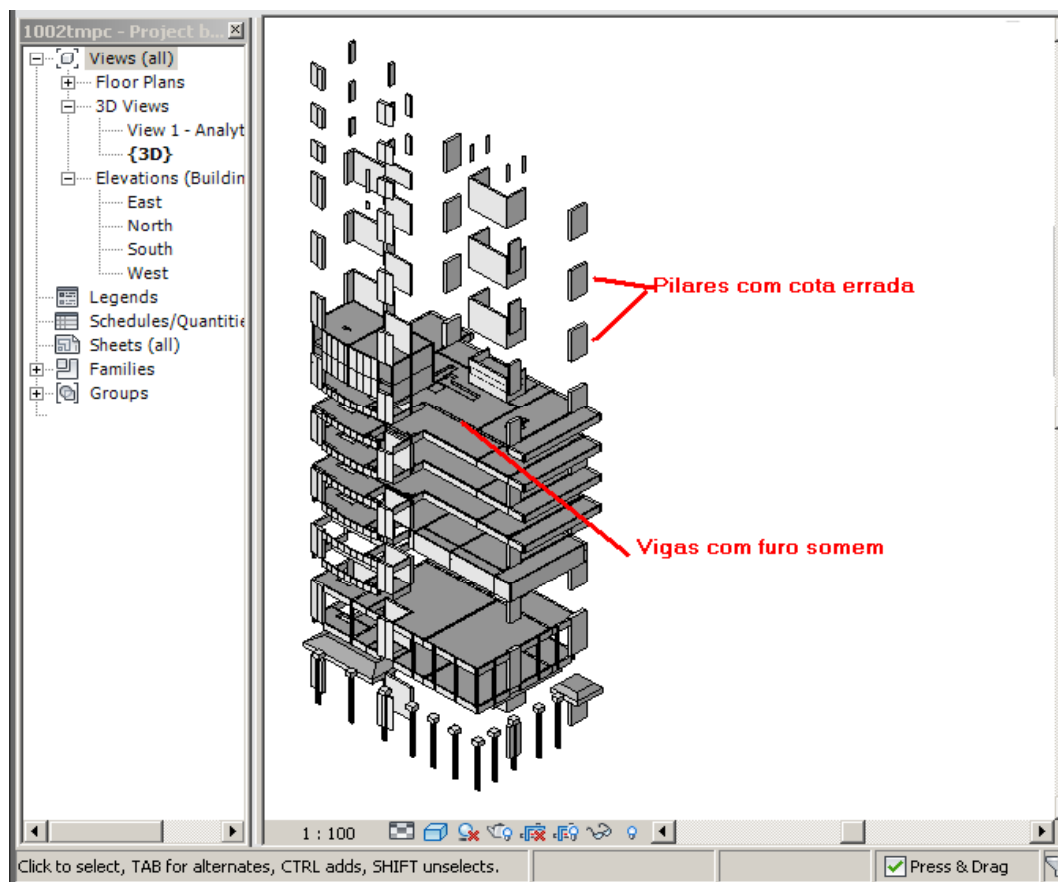 1002tmpc - Project b...
Views (all)
Floor Plans
3D Views
View 1 - Analyt
{3D}
Elevations (Buildin
East
North
South
West
Legends
Schedules/Quantitie
Sheets (all)
Families
Groups
Pilares com cota errada
Vigas com furo somem
1 : 100
Click to select, TAB for alternates, CTRL adds, SHIFT unselects.
Press & Drag